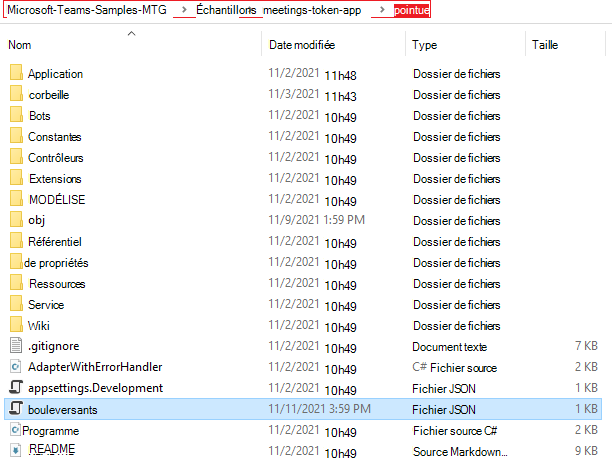 Microsoft-Teams-Samples-MTG > Échantillons meetings-token-app > pointue
Nom Date modifiée Type Taille
Application 11/2/2021 11h48 Dossier de fichiers
corbeille 11/3/2021 11h43 Dossier de fichiers
Bots 11/2/2021 10h49 Dossier de fichiers
Constantes 11/2/2021 10h49 Dossier de fichiers
Contrôleurs 11/2/2021 10h49 Dossier de fichiers
Extensions 11/2/2021 10h49 Dossier de fichiers
MODÉLISE 11/2/2021 10h49 Dossier de fichiers
obj 11/9/2021 1:59 PM Dossier de fichiers
Référentiel 11/2/2021 10h49 Dossier de fichiers
de propriétés 11/2/2021 10h49 Dossier de fichiers
Ressources 11/2/2021 10h49 Dossier de fichiers
Service 11/2/2021 10h49 Dossier de fichiers
Wiki 11/2/2021 10h49 Dossier de fichiers
.gitignore 11/2/2021 10h49 Document texte 7 KB
AdapterWithErrorHandler 11/2/2021 10h49 C# Fichier source 2 KB
appsettings.Development 11/2/2021 10h49 Fichier JSON 1 KB
bouleversants 11/11/2021 3:59 PM Fichier JSON 1 KB
Programme 11/2/2021 10h49 Fichier source C# 2 KB
README 11/2/2021 10h49 Source Markdown... 9 KB